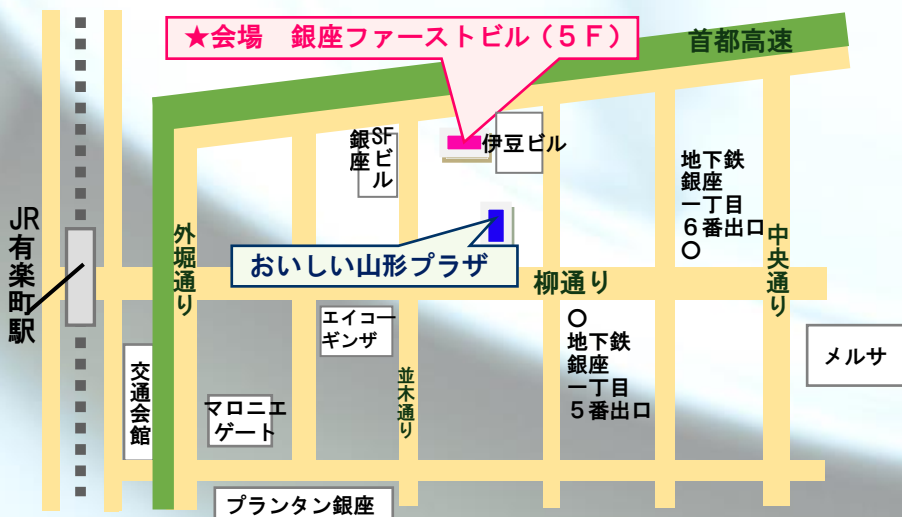 ★会場　銀座ファーストビル（５Ｆ）
首都高速
銀座
SFビル
伊豆ビル
地下鉄
銀座
一丁目
６番出口
○
JR有楽町駅
外堀通り
おいしい山形プラザ
柳通り
中央通り
エイコー
ギンザ
○
地下鉄
銀座
一丁目
５番出口
メルサ
交通会館
マロニエ
ゲート
並木通り
プランタン銀座